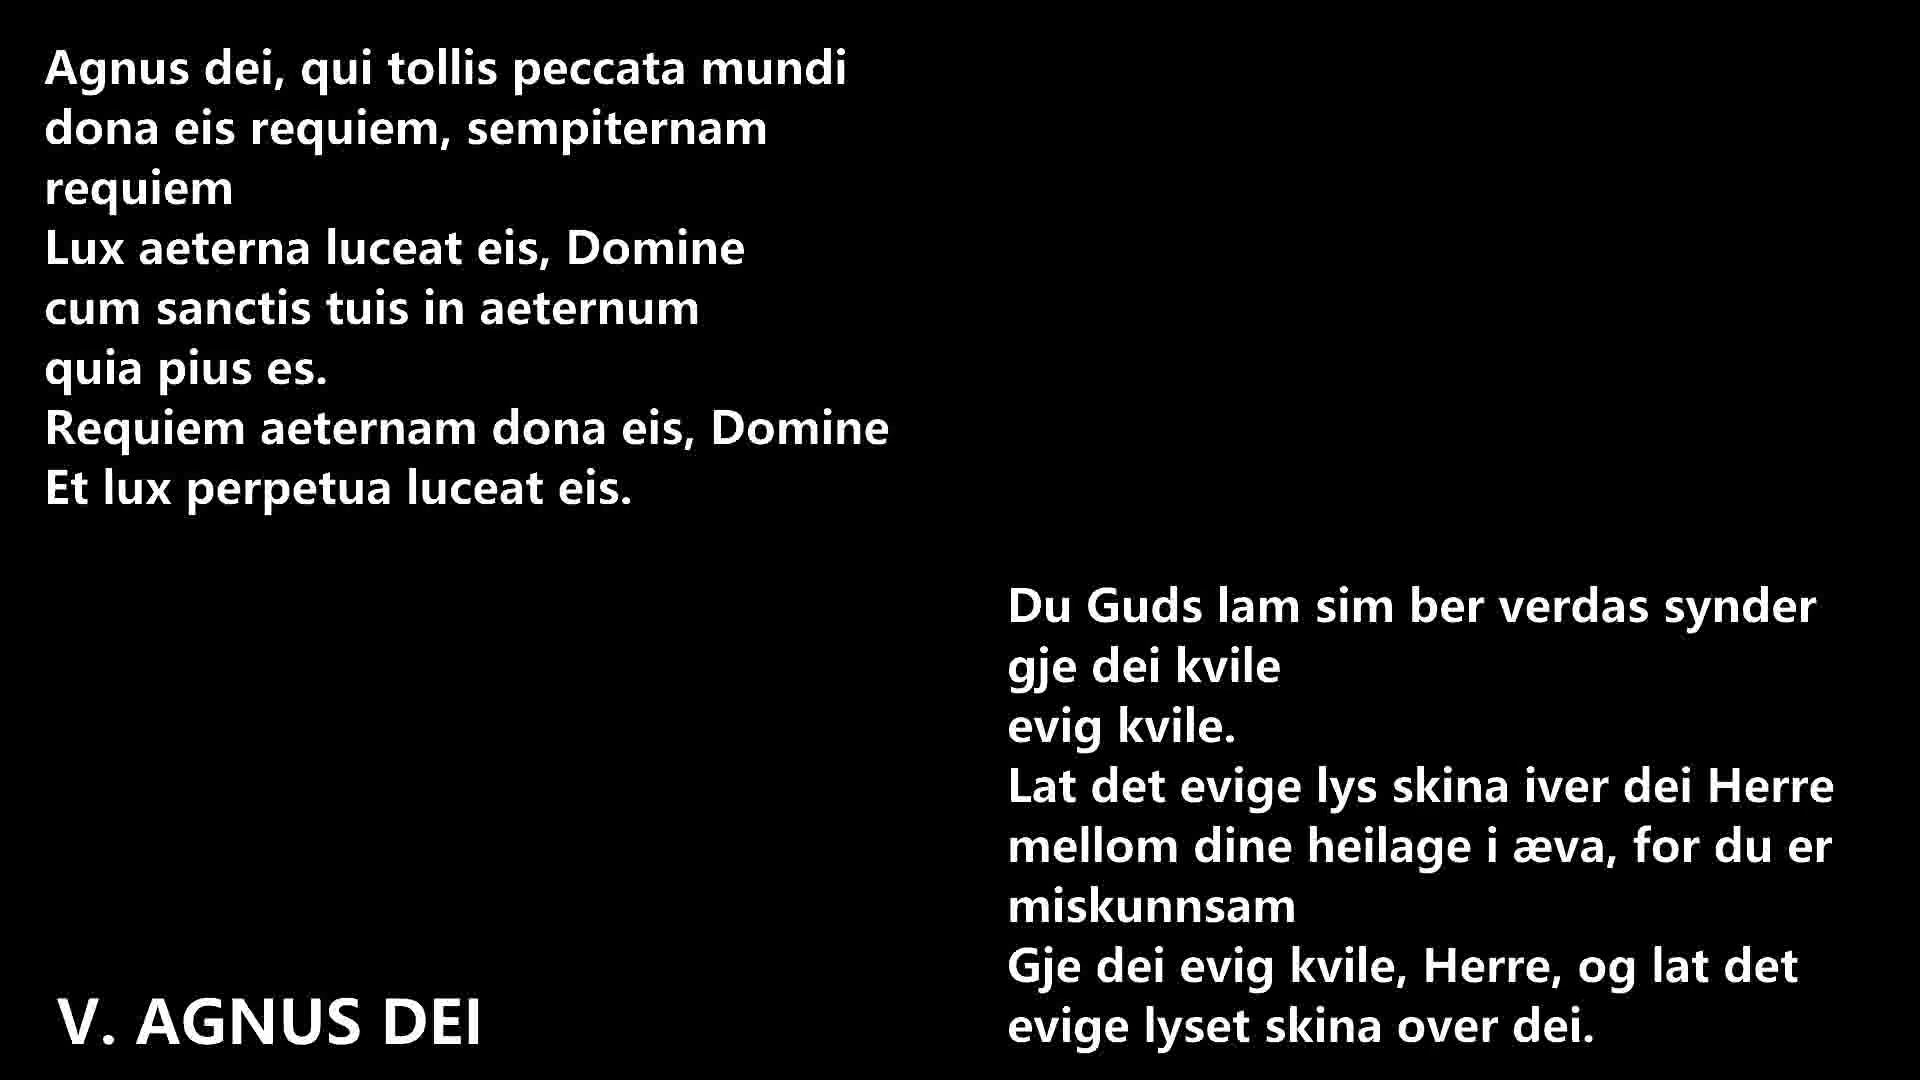 Agnus dei, qui tollis peccata mundi
dona eis requiem, sempiternam
requiem
Lux aeterna luceat eis, Domine
cum sanctis tuis in aeternum
quia pius es.
Requiem aeternam dona eis, Domine
Et lux perpetua luceat eis.
Du Guds lam sim ber verdas synder
gje dei kvile
evig kvile.
Lat det evige lys skina iver dei Herre
mellom dine heilage i æva, for du er
miskunnsam
Gje dei evig kvile, Herre, og lat det
evige lyset skina over dei.
V. AGNUS DEI